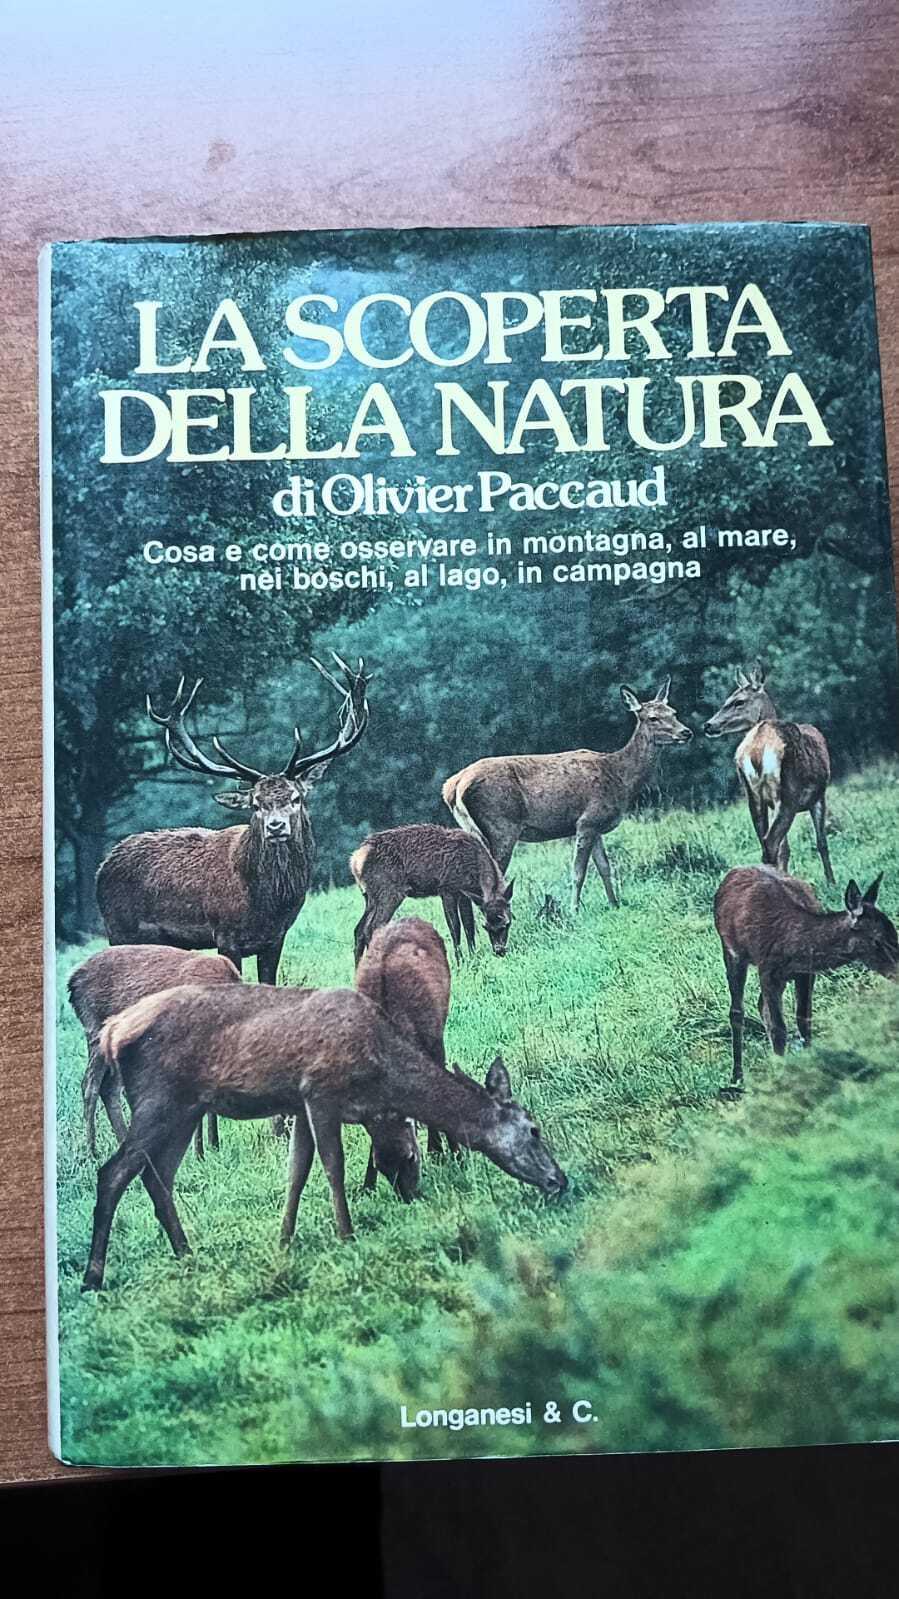 LA SCOPERTA
DELLA NATURA
di Olivier Paccaud
Cosa e come osservare in montagna, al mare,
nei boschi, al lago, in campagna
Longanesi & C.